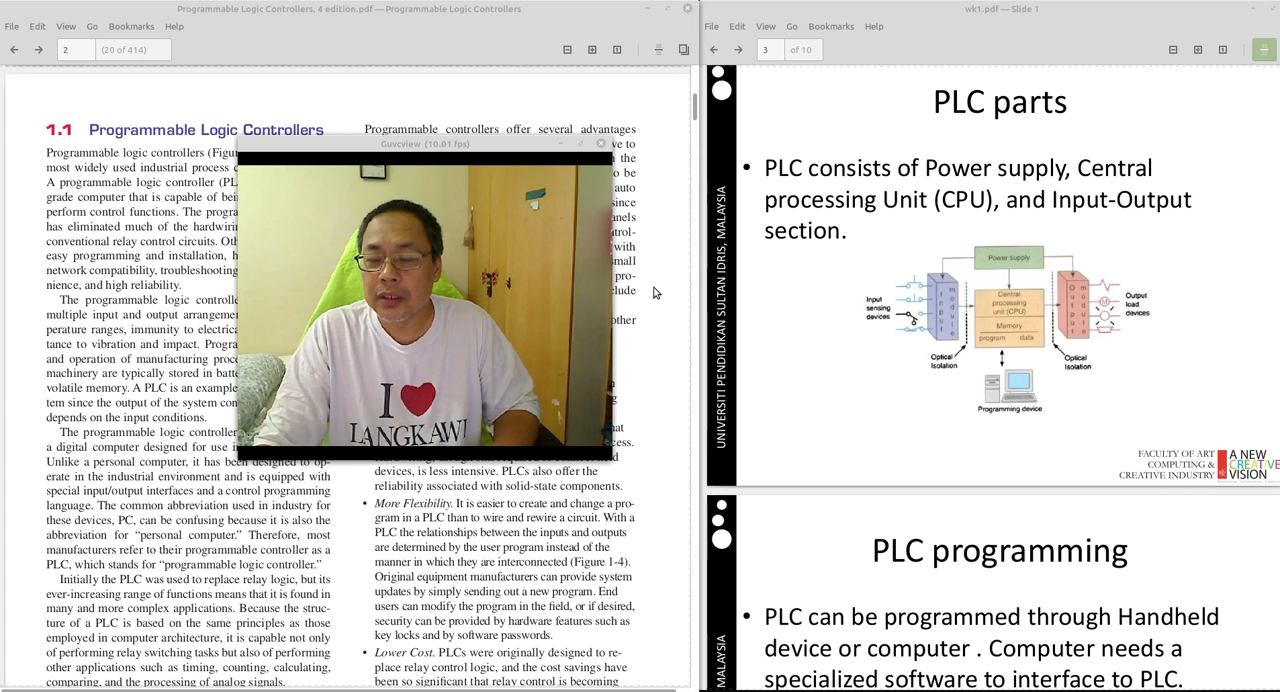 Programmable Logic Controllers, 4 edition.pdf — Programmable Logic Controllers
File Edit View Go Bookmarks Help
2 (20 of 414)
1.1 Programmable Logic Controllers
Programmable logic controllers
most widely used industrial process
A programmable logic controller
grade computer that is capable of
perform control functions. The
has eliminated much of the
conventional relay control circuits.
easy programming and installation,
network compatibility, troubleshooting
nience, and high reliability.
The programmable logic
multiple input and output
perature ranges, immunity to
tance to vibration and impact.
and operation of manufacturing
machinery are typically stored in
volatile memory. A PLC is an example
tem since the output of the system
depends on the input conditions.
The programmable logic controller
a digital computer designed for use
Unlike a personal computer, it has been designed to op-
erate in the industrial environment and is equipped with
special input/output interfaces and a control programming
language. The common abbreviation used in industry for
these devices, PC, can be confusing because it is also the
abbreviation for “personal computer.” Therefore, most
manufacturers refer to their programmable controller as a
PLC, which stands for “programmable logic controller.”
Initially the PLC was used to replace relay logic, but its
ever-increasing range of functions means that it is found in
many and more complex applications. Because the struc-
ture of a PLC is based on the same principles as those
employed in computer architecture, it is capable not only
of performing relay switching tasks but also of performing
other applications such as timing, counting, calculating,
comparing, and the processing of analog signals.
Programmable controllers offer several advantages
to
the
be
auto
since
with
other
devices, is less intensive. PLCs also offer the
reliability associated with solid-state components.
• More Flexibility. It is easier to create and change a pro-
gram in a PLC than to wire and rewire a circuit. With a
PLC the relationships between the inputs and outputs
are determined by the user program instead of the
manner in which they are interconnected (Figure 1-4).
Original equipment manufacturers can provide system
updates by simply sending out a new program. End
users can modify the program in the field, or if desired,
security can be provided by hardware features such as
key locks and by software passwords.
• Lower Cost. PLCs were originally designed to re-
place relay control logic, and the cost savings have
been so significant that relay control is becoming
Guvcview (10.01 fps)
I
LANGKAWI
wk1.pdf — Slide 1
File Edit View Go Bookmarks Help
3 of 10
PLC parts
• PLC consists of Power supply, Central
processing Unit (CPU), and Input-Output
section.
Power supply
Input
sensing
devices
Input
module
Central
processing
unit (CPU)
Memory
program data
Output
module
Output
load
devices
Optical
Isolation
Optical
Isolation
Programming device
UNIVERSITI PENDIDIKAN SULTAN IDRIS, MALAYSIA
FACULTY OF ART
COMPUTING &
CREATIVE INDUSTRY
A NEW
CREATIVE
VISION
PLC programming
• PLC can be programmed through Handheld
device or computer . Computer needs a
specialized software to interface to PLC.
MALAYSIA